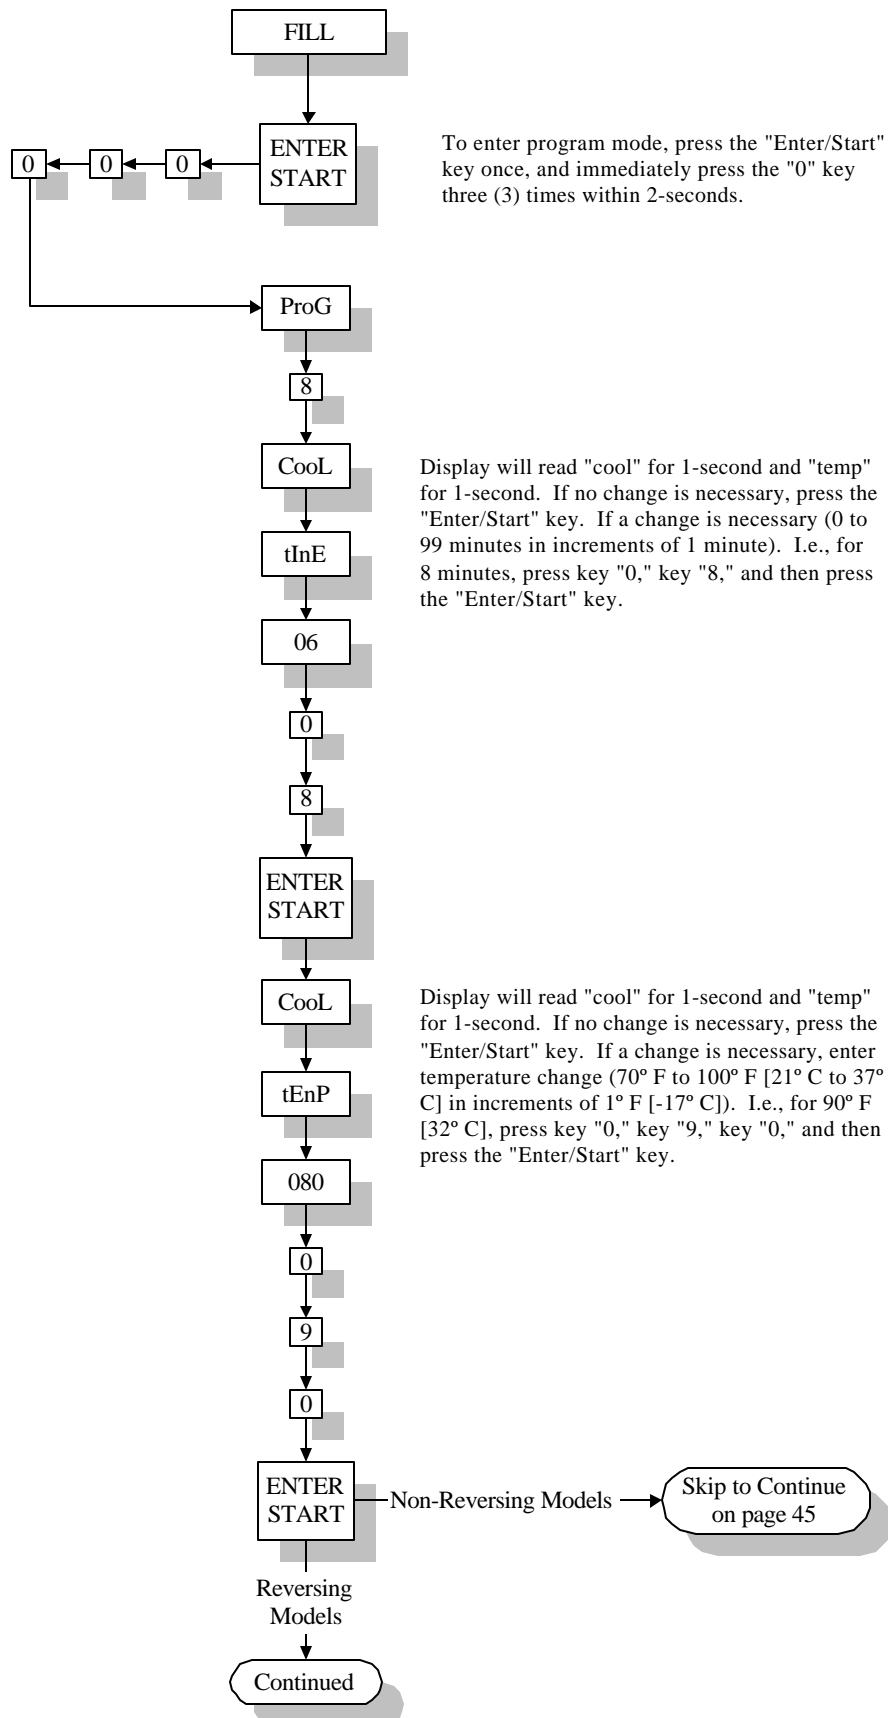 FILL
ENTER
START
0
0
0
To enter program mode, press the "Enter/Start"
key once, and immediately press the "0" key
three (3) times within 2-seconds.
ProG
8
CooL
Display will read "cool" for 1-second and "temp"
for 1-second. If no change is necessary, press the
"Enter/Start" key. If a change is necessary (0 to
99 minutes in increments of 1 minute). I.e., for
8 minutes, press key "0," key "8," and then press
the "Enter/Start" key.
tInE
06
0
8
ENTER
START
CooL
Display will read "cool" for 1-second and "temp"
for 1-second. If no change is necessary, press the
"Enter/Start" key. If a change is necessary, enter
temperature change (70º F to 100º F [21º C to 37º
C] in increments of 1º F [-17º C]). I.e., for 90º F
[32º C], press key "0," key "9," key "0," and then
press the "Enter/Start" key.
tEnP
080
0
9
0
ENTER
START
Non-Reversing Models
Skip to Continue
on page 45
Reversing
Models
Continued